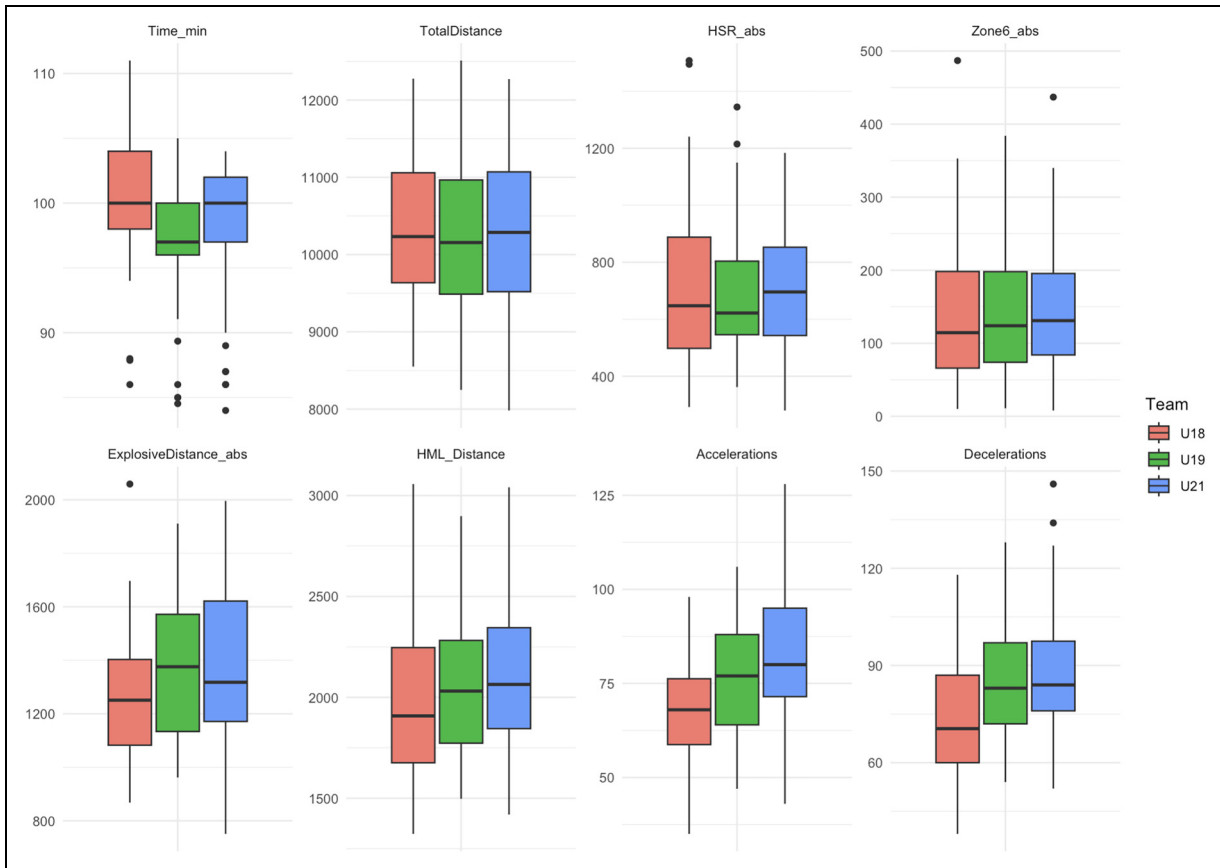 Time_min
TotalDistance
HSR_abs
Zone6_abs
110
100
90
12000
11000
10000
9000
8000
1200
800
400
500
400
300
200
100
0
Team
U18
U19
U21
ExplosiveDistance_abs
HML_Distance
Accelerations
Decelerations
2000
1600
1200
800
3000
2500
2000
1500
125
100
75
50
150
120
90
60